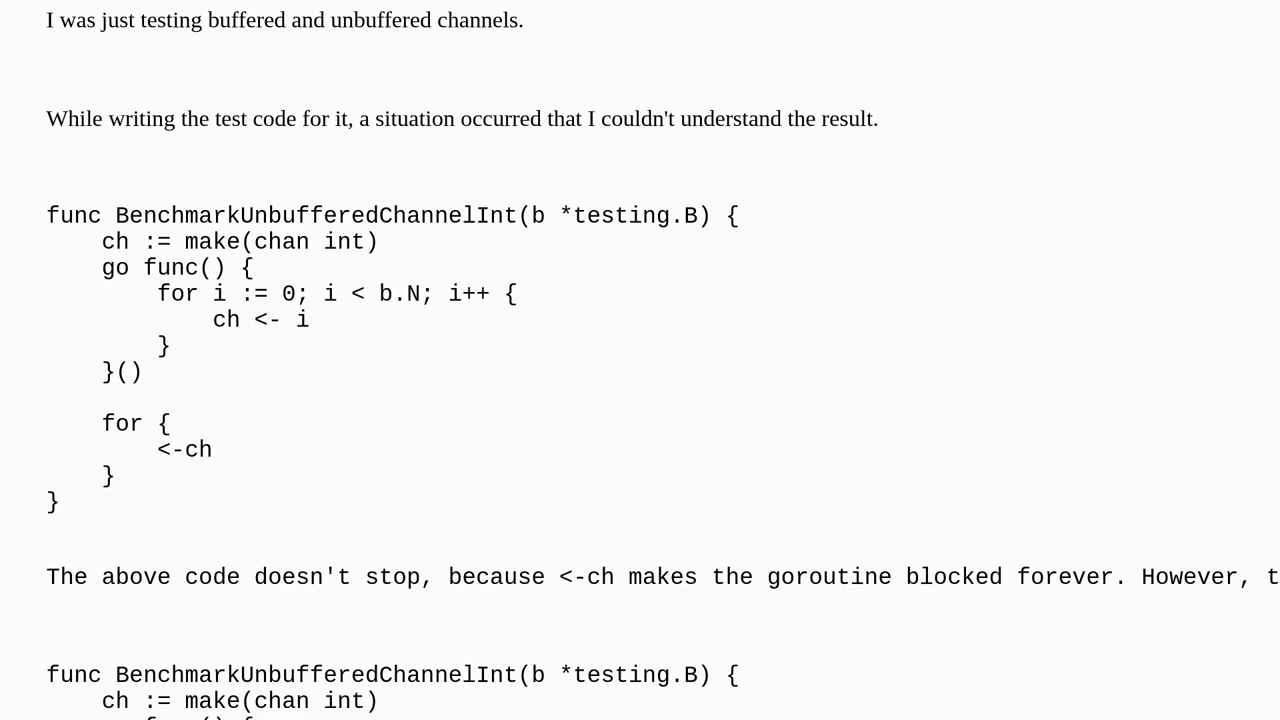 I was just testing buffered and unbuffered channels.
While writing the test code for it, a situation occurred that I couldn't understand the result.
func BenchmarkUnbufferedChannelInt(b *testing.B) {
    ch := make(chan int)
    go func() {
        for i := 0; i < b.N; i++ {
            ch <- i
        }
    }()

    for {
        <-ch
    }
}
The above code doesn't stop, because <-ch makes the goroutine blocked forever. However, t
func BenchmarkUnbufferedChannelInt(b *testing.B) {
    ch := make(chan int)